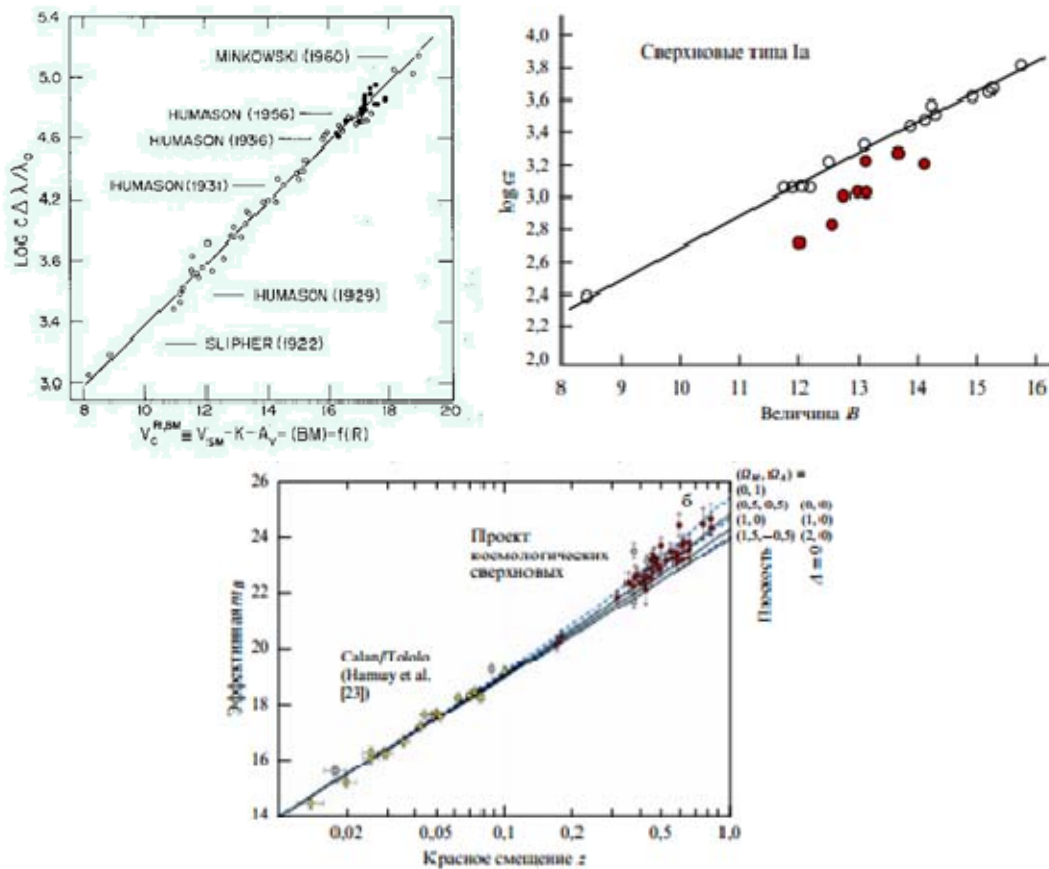 5.4
5.0
4.6
4.2
3.8
3.4
3.0
LOG C Δ λ/λ₀
MINKOWSKI (1960)
HUMASON (1956)
HUMASON (1936)
HUMASON (1931)
HUMASON (1929)
SLIPHER (1922)
8 10 12 14 16 18 20
4,0
3,8
3,6
3,4
3,2
3,0
2,8
2,6
2,4
2,2
2,0
log cz
Сверхновые типа Ia
8 9 10 11 12 13 14 15 16
Величина B
26
24
22
20
18
16
14
Эффективная mB
б
Проект
космологических
сверхновых
Calan/Tololo
(Hamuy et al.
[23])
0,02 0,05 0,1 0,2 0,5 1,0
Красное смещение z
(0, 1)
(0,5, 0,5) (0, 0)
(1, 0) (1, 0)
(1,5, –0,5) (2, 0)
Плоскость
Λ = 0